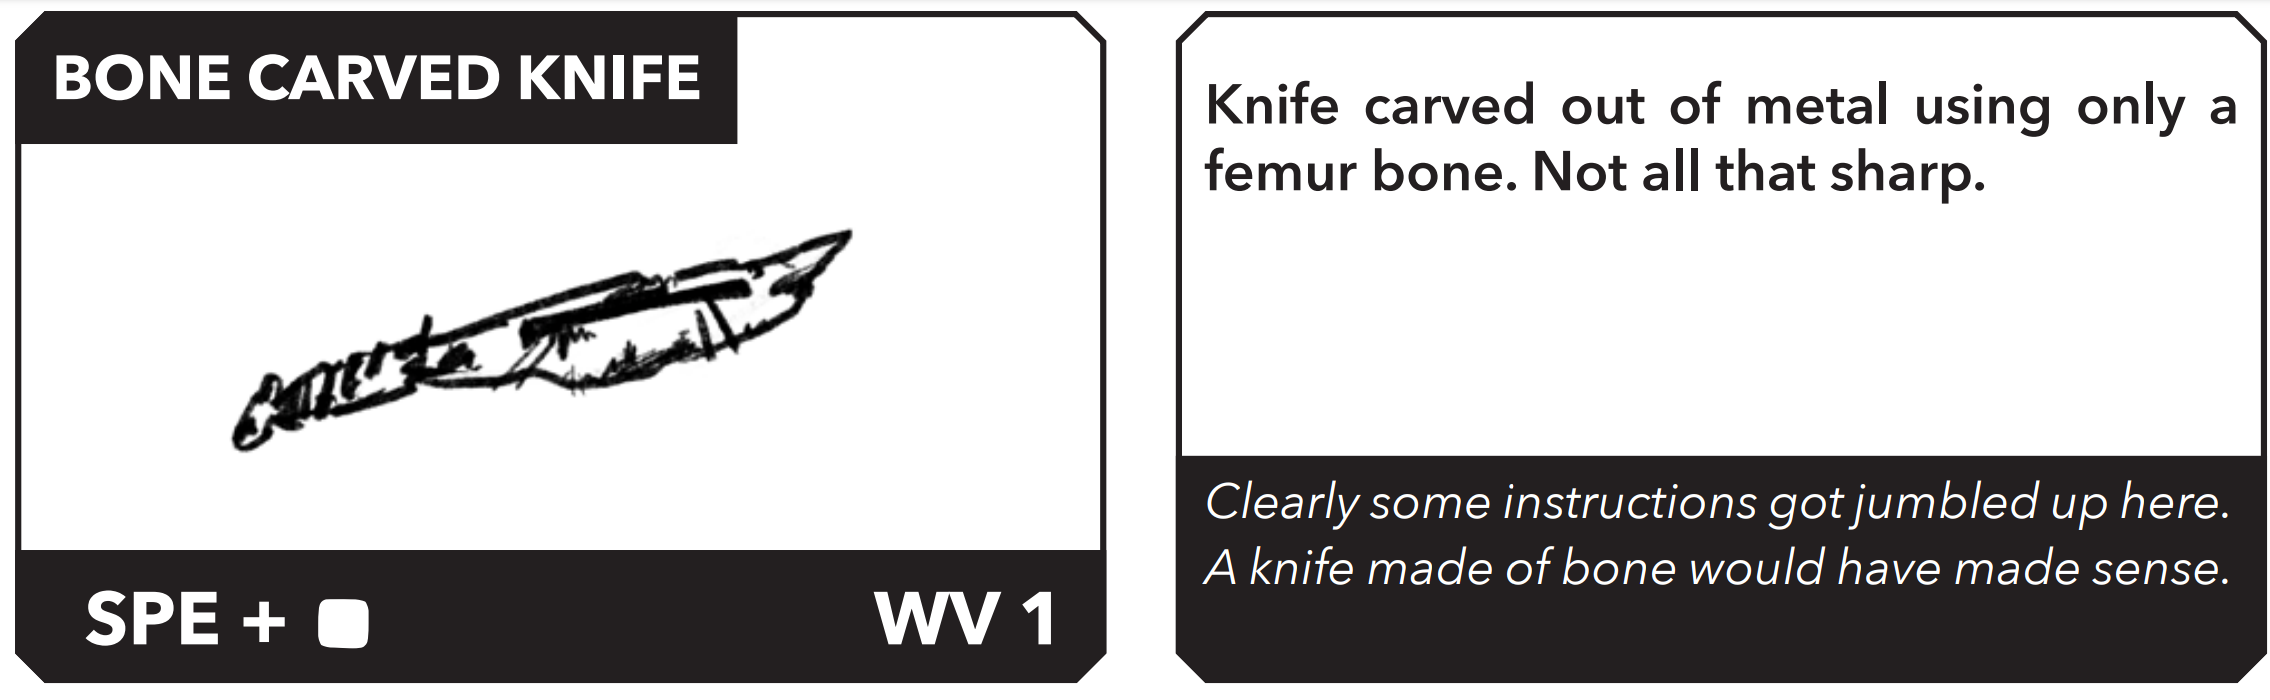 BONE CARVED KNIFE
SPE +
WV 1
Knife carved out of metal using only a
femur bone. Not all that sharp.
Clearly some instructions got jumbled up here.
A knife made of bone would have made sense.